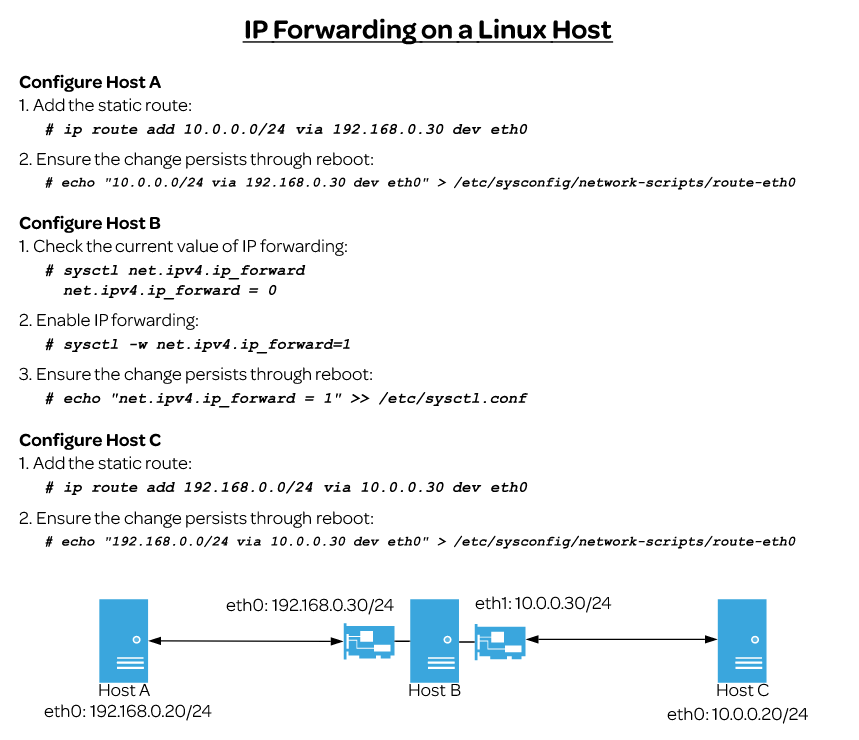 IP Forwarding on a Linux Host
Configure Host A
1. Add the static route:
# ip route add 10.0.0.0/24 via 192.168.0.30 dev eth0
2. Ensure the change persists through reboot:
# echo "10.0.0.0/24 via 192.168.0.30 dev eth0" > /etc/sysconfig/network-scripts/route-eth0
Configure Host B
1. Check the current value of IP forwarding:
# sysctl net.ipv4.ip_forward
net.ipv4.ip_forward = 0
2. Enable IP forwarding:
# sysctl -w net.ipv4.ip_forward=1
3. Ensure the change persists through reboot:
# echo "net.ipv4.ip_forward = 1" >> /etc/sysctl.conf
Configure Host C
1. Add the static route:
# ip route add 192.168.0.0/24 via 10.0.0.30 dev eth0
2. Ensure the change persists through reboot:
# echo "192.168.0.0/24 via 10.0.0.30 dev eth0" > /etc/sysconfig/network-scripts/route-eth0
eth0: 192.168.0.30/24
eth1: 10.0.0.30/24
Host A
Host B
Host C
eth0: 192.168.0.20/24
eth0: 10.0.0.20/24